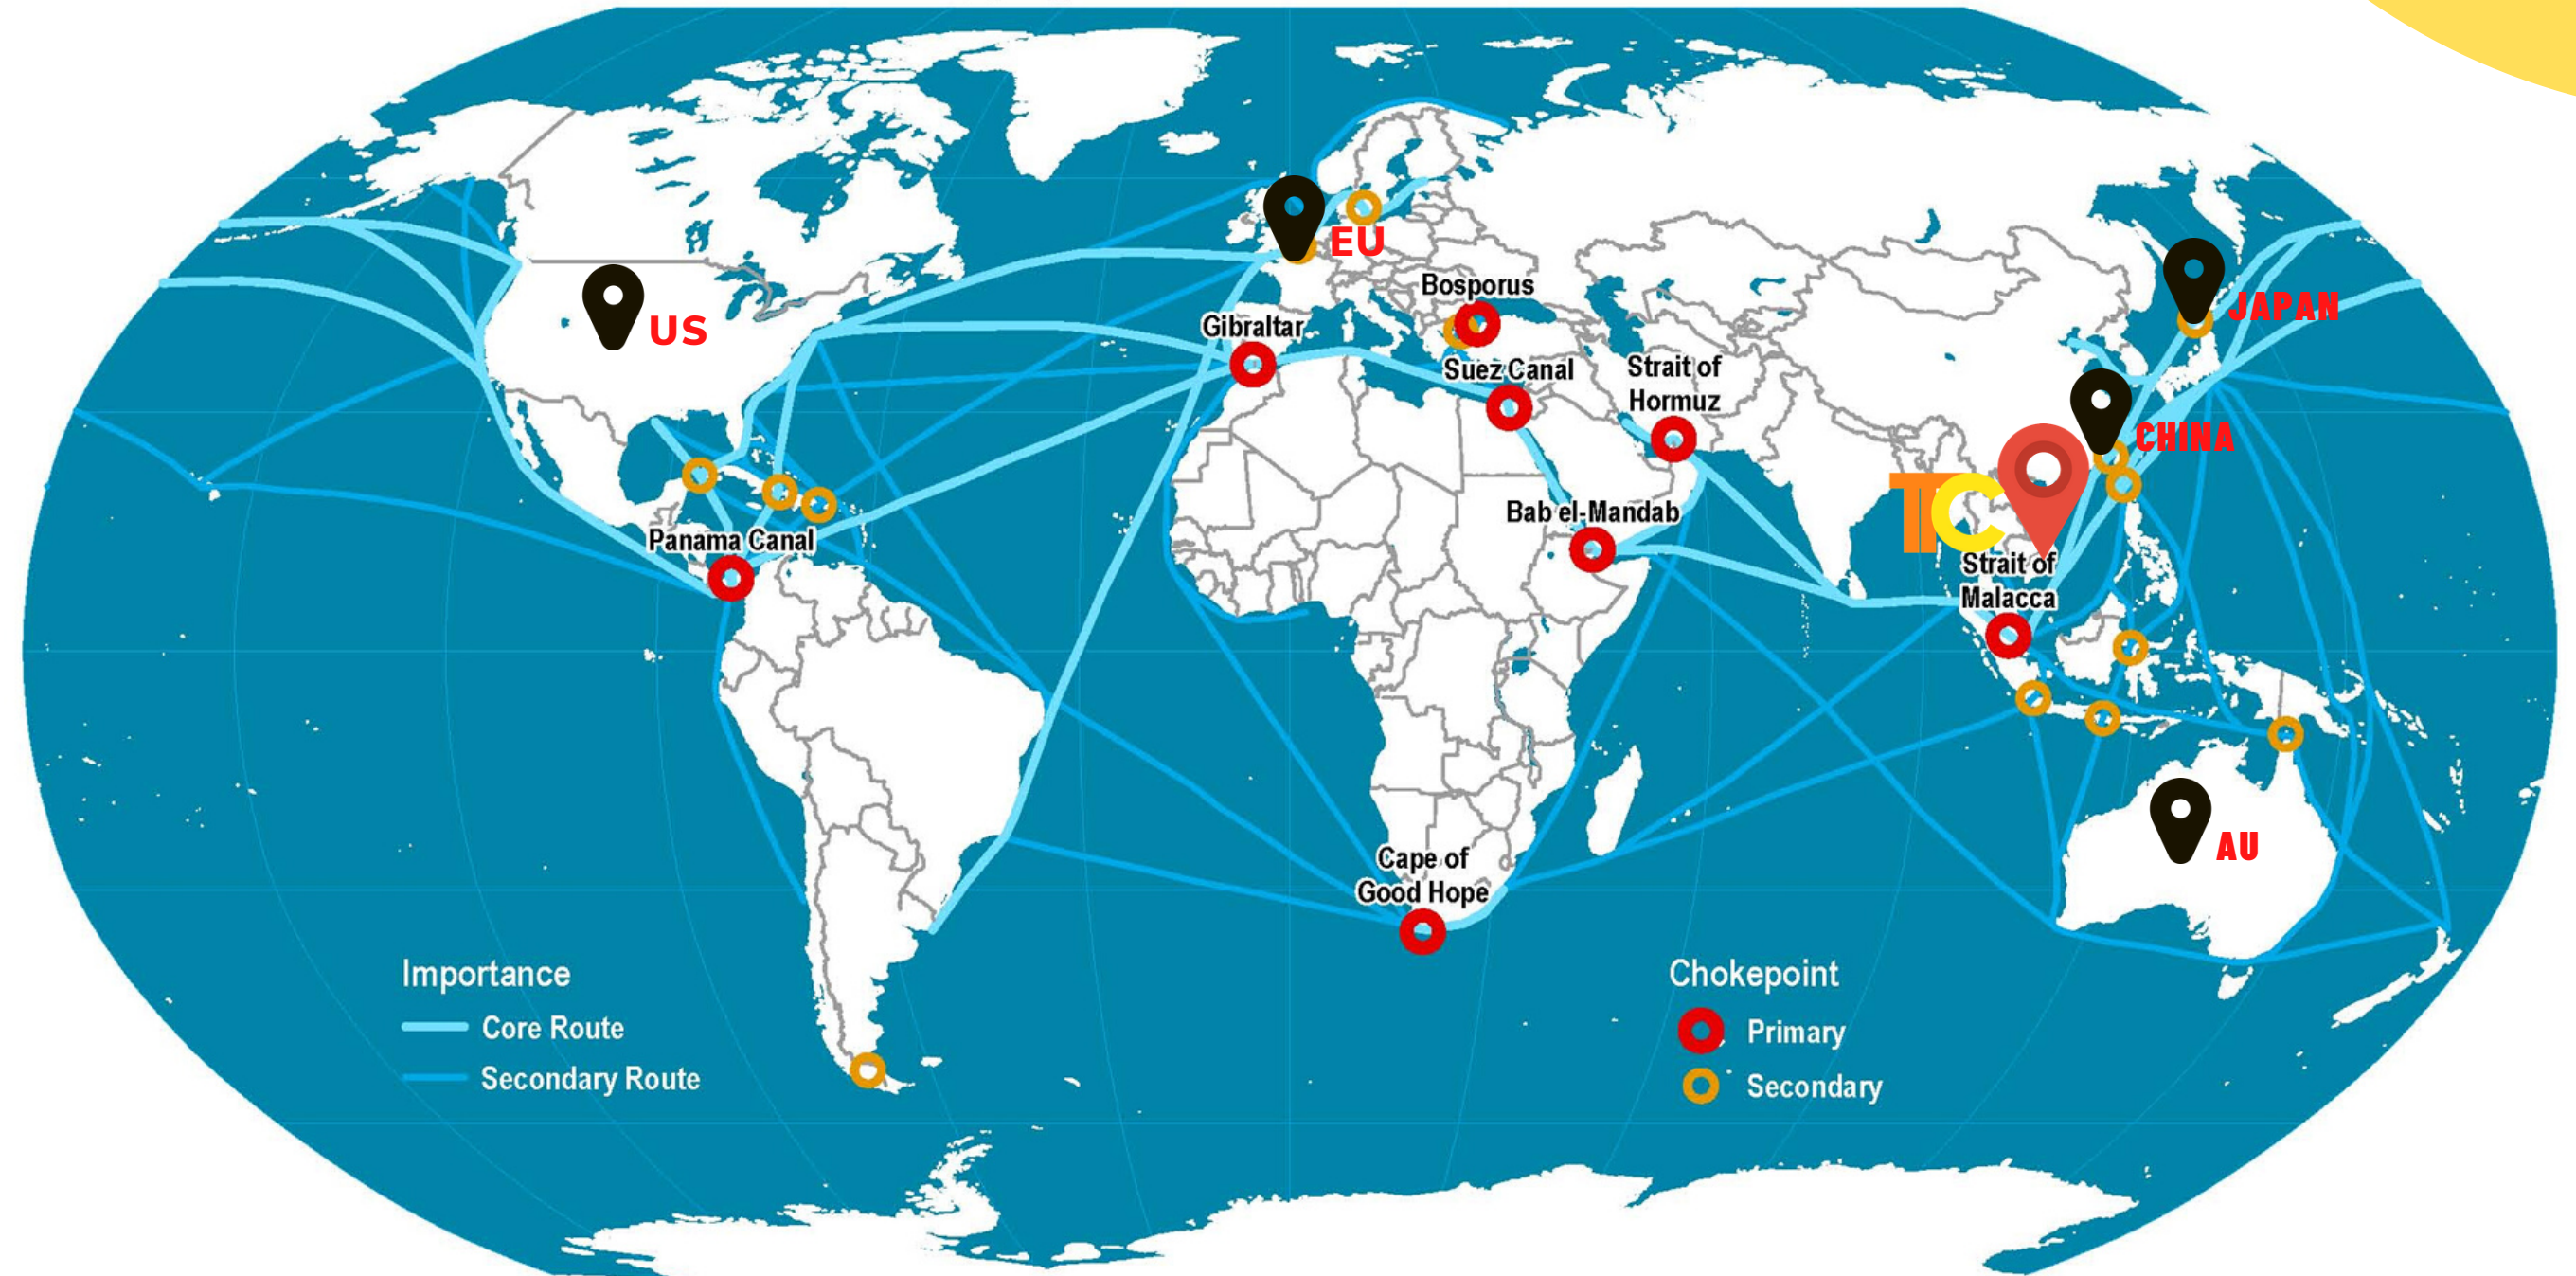 EU
JAPAN
Bosporus
US
Gibraltar
Suez Canal
Strait of
Hormuz
CHINA
TTC
Bab el-Mandab
Panama Canal
Strait of
Malacca
AU
Cape of
Good Hope
Importance
Core Route
Secondary Route
Chokepoint
Primary
Secondary